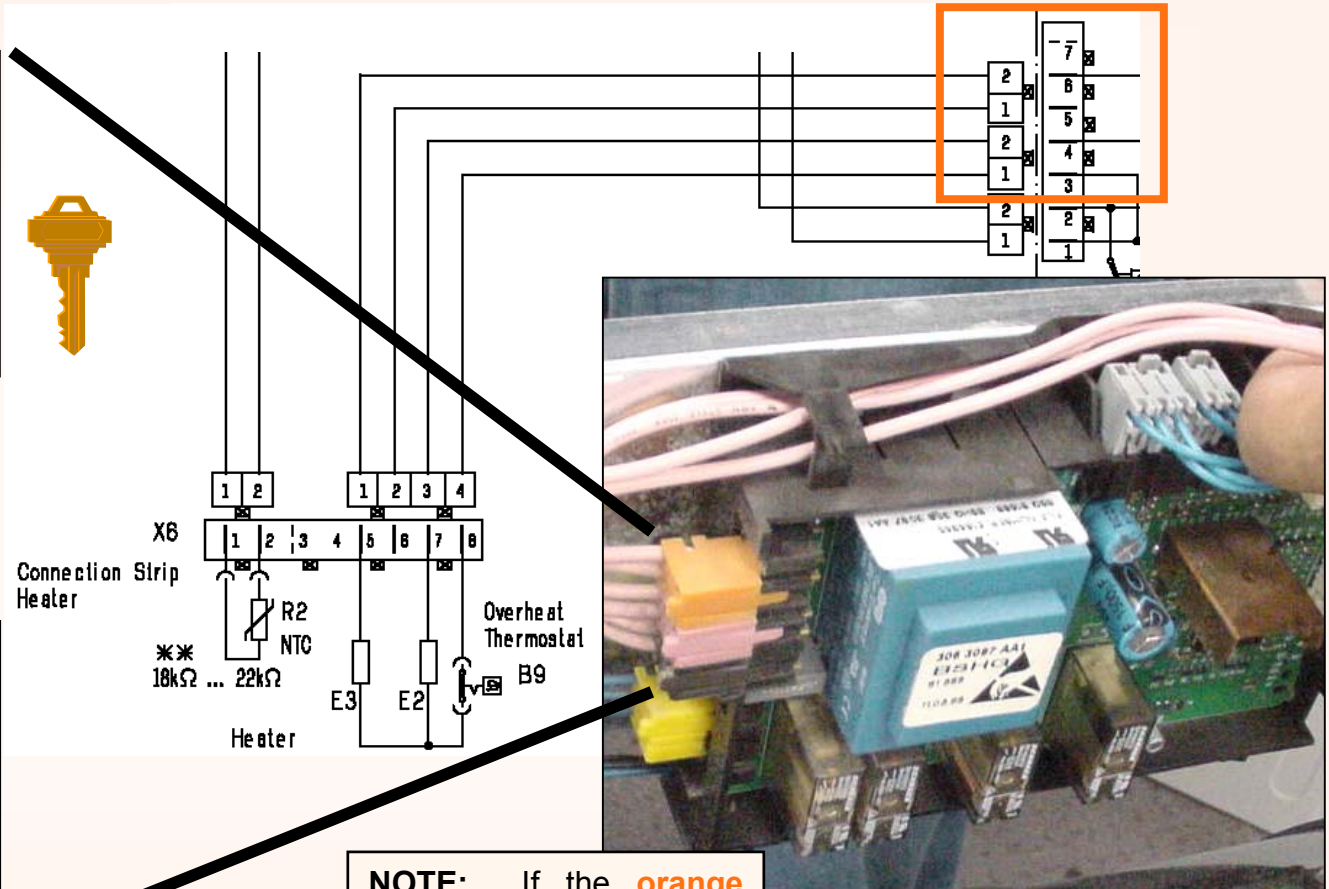 7
2
6
1
5
2
4
1
3
2
2
1
1
1 2
1 2 3 4
X6
1 2 3 4 5 6 7 8
Connection Strip
Heater
R2
NTC
Overheat
Thermostat
B9
**
18kΩ ... 22kΩ
E3
E2
Heater
306 3087 AA1
BSHG
NOTE: If the orange